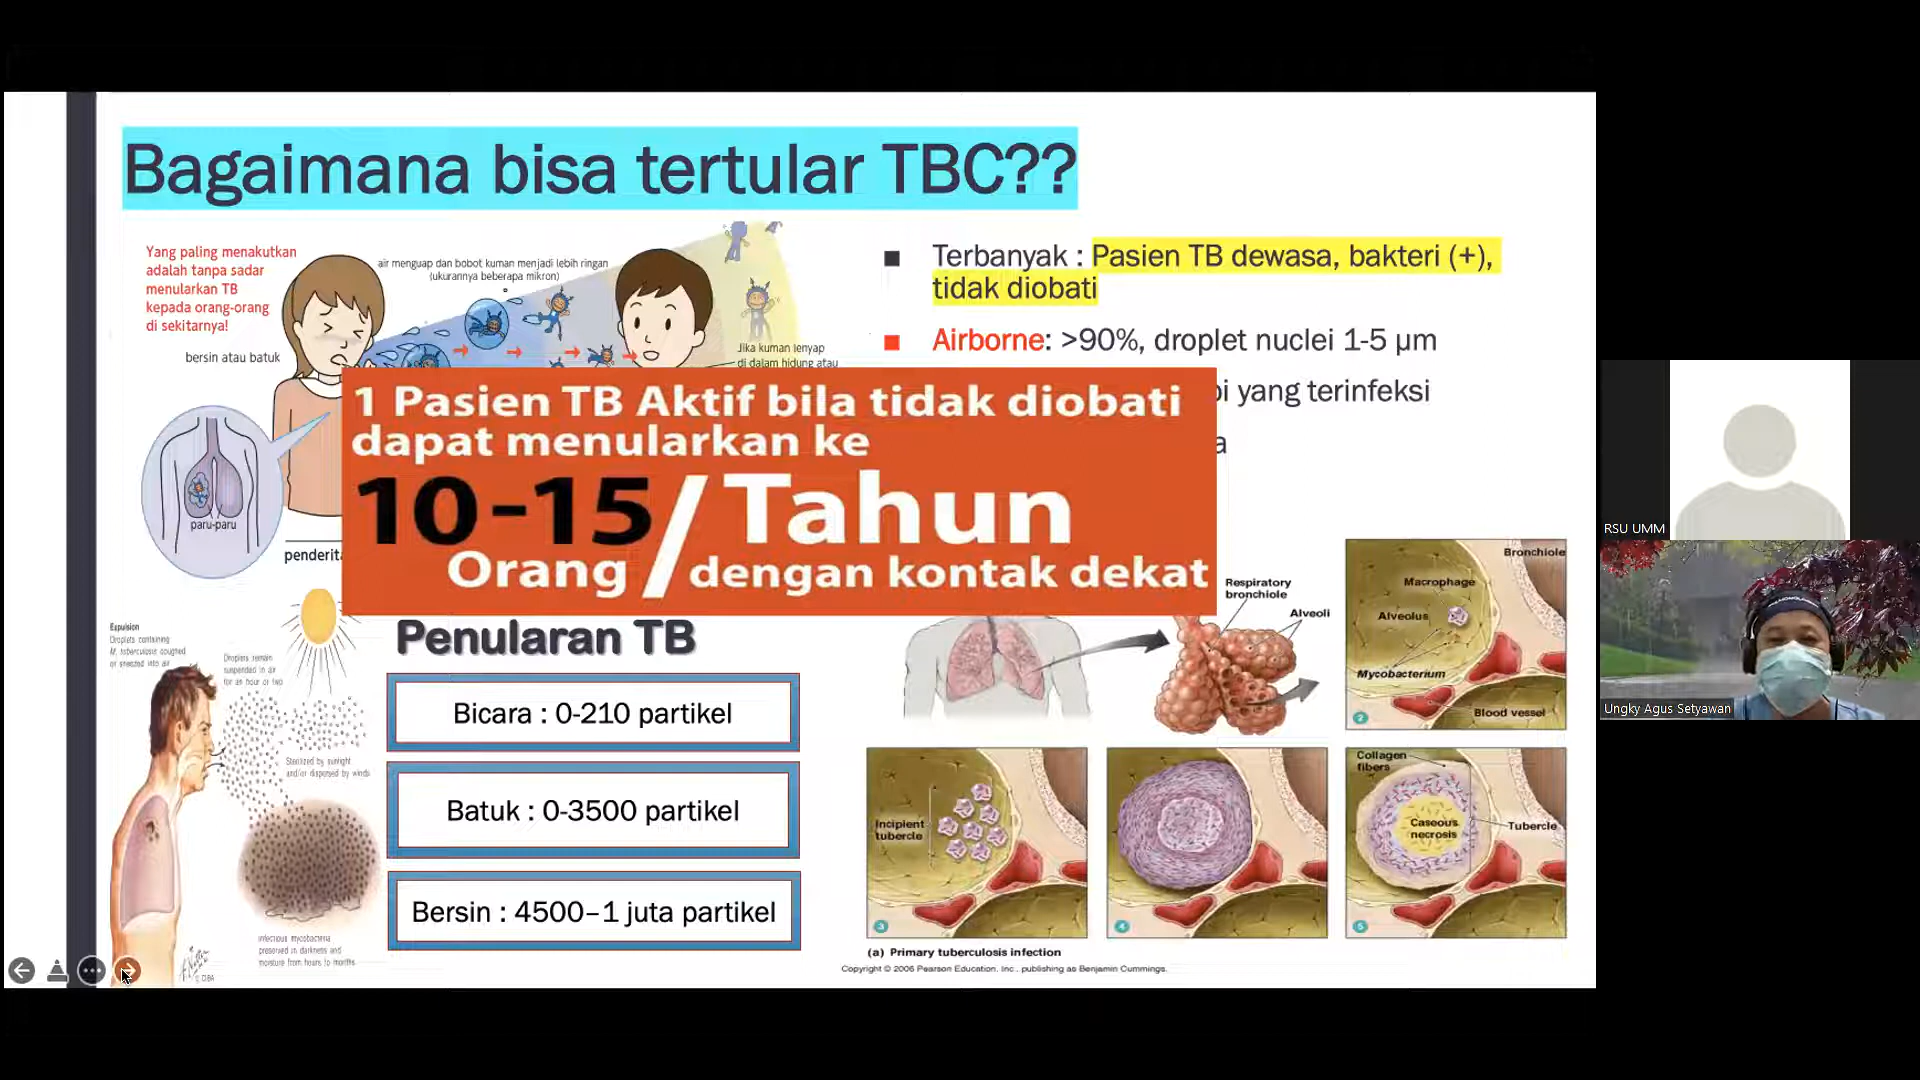 Bagaimana bisa tertular TBC??
Yang paling menakutkan
adalah tanpa sadar
menularkan TB
kepada orang-orang
di sekitarnya!
bersin atau batuk
air menguap dan bobot kuman menjadi lebih ringan
(ukurannya beberapa mikron)
Jika kuman lenyap
di dalam hidung atau
paru-paru
penderit
Terbanyak : Pasien TB dewasa, bakteri (+),
tidak diobati
Airborne: >90%, droplet nuclei 1-5 µm
yang terinfeksi
1 Pasien TB Aktif bila tidak diobati
dapat menularkan ke
10-15/Tahun
Orang/dengan kontak dekat
Expulsion
Droplets containing
M. tuberculosis coughed
or sneezed into air
Droplets remain
suspended in air
for an hour or two
Sterilized by sunlight
and/or dispersed by winds
Infectious mycobacteria
preserved in darkness and
moisture from hours to months
Penularan TB
Bicara : 0-210 partikel
Batuk : 0-3500 partikel
Bersin : 4500–1 juta partikel
Respiratory
bronchiole
Alveoli
Bronchiole
Macrophage
Alveolus
Mycobacterium
Blood vessel
2
Incipient
tubercle
3
4
Collagen
fibers
Caseous
necrosis
Tubercle
5
(a) Primary tuberculosis infection
Copyright © 2006 Pearson Education, Inc., publishing as Benjamin Cummings.
RSU UMM
Ungky Agus Setyawan